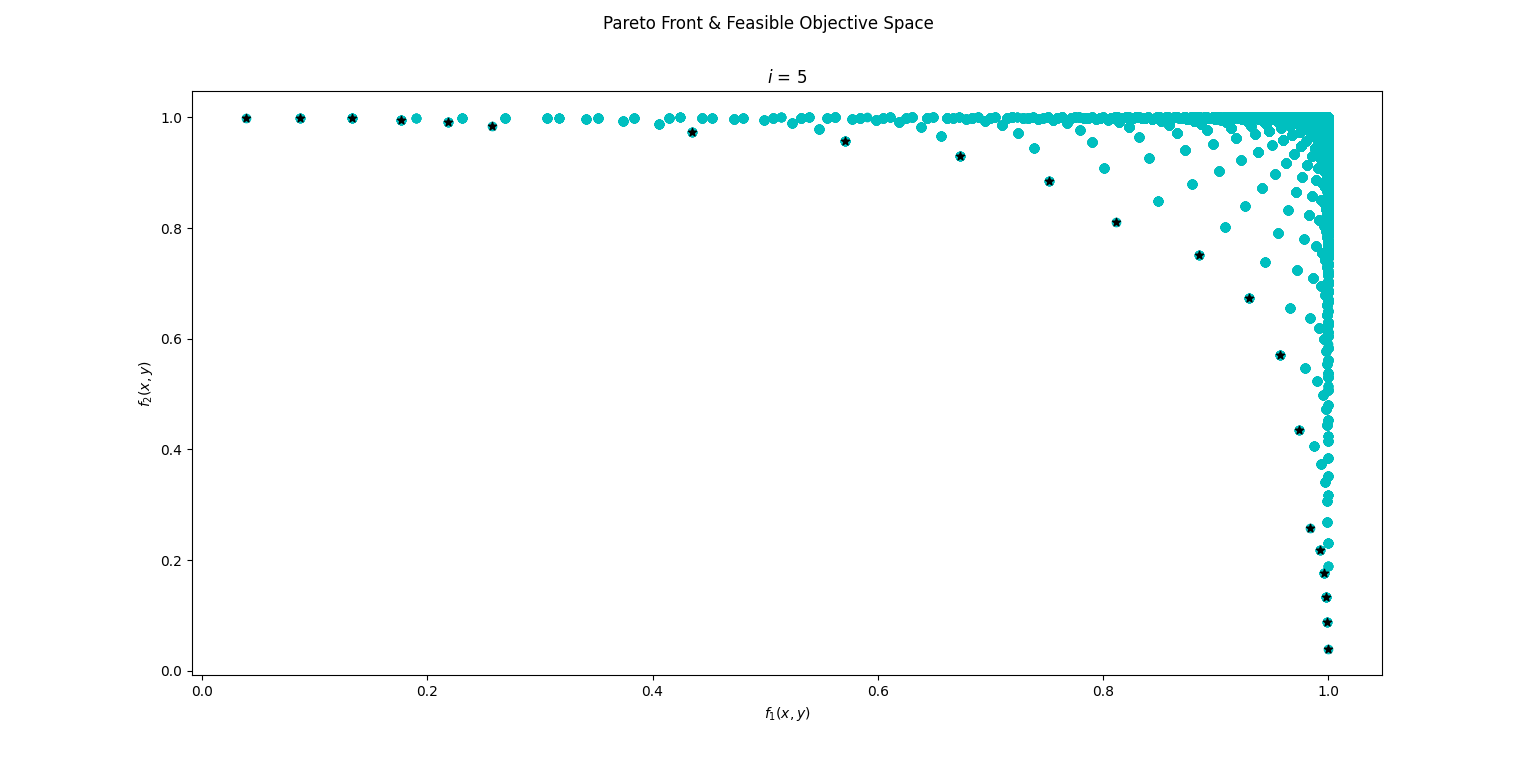 Pareto Front & Feasible Objective Space
i = 5
1.0
0.8
0.6
0.4
0.2
0.0
f₂(x, y)
0.0 0.2 0.4 0.6 0.8 1.0
f₁(x, y)